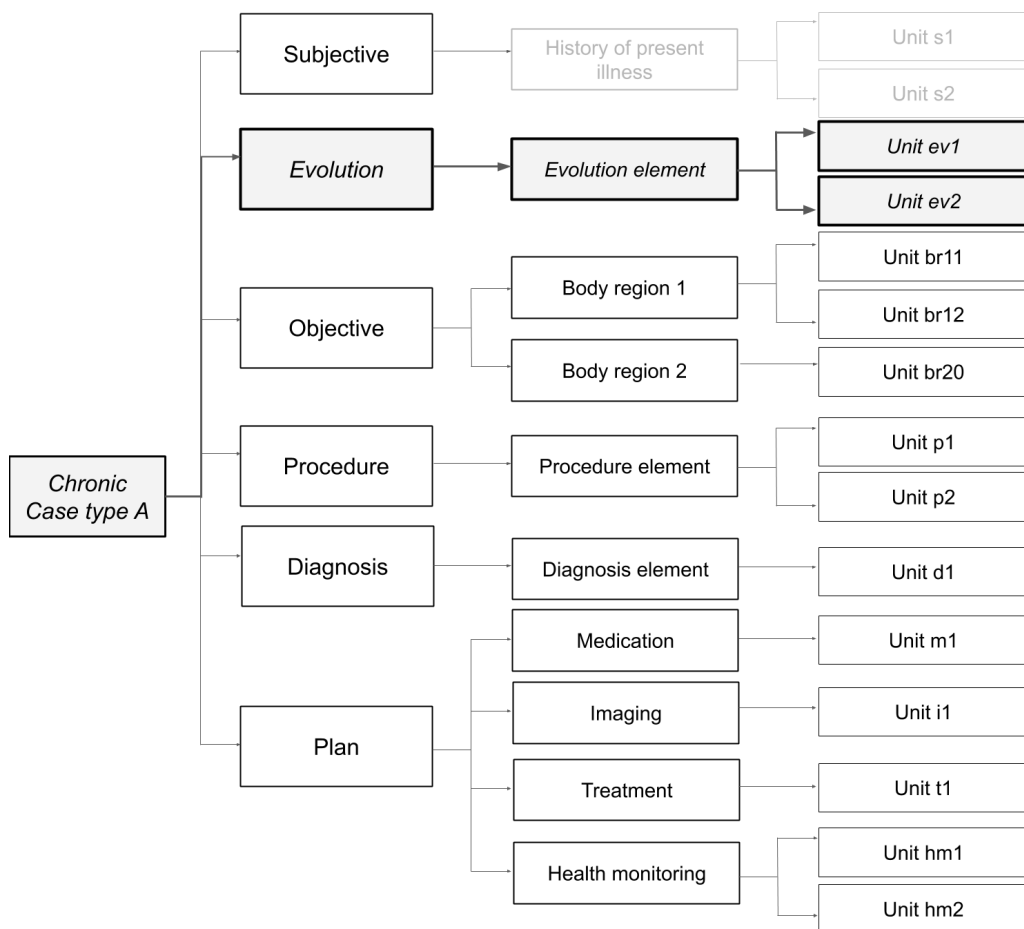 Subjective
History of present
illness
Unit s1
Unit s2
Evolution
Evolution element
Unit ev1
Unit ev2
Objective
Body region 1
Unit br11
Unit br12
Body region 2
Unit br20
Chronic
Case type A
Procedure
Procedure element
Unit p1
Unit p2
Diagnosis
Diagnosis element
Unit d1
Plan
Medication
Unit m1
Imaging
Unit i1
Treatment
Unit t1
Health monitoring
Unit hm1
Unit hm2